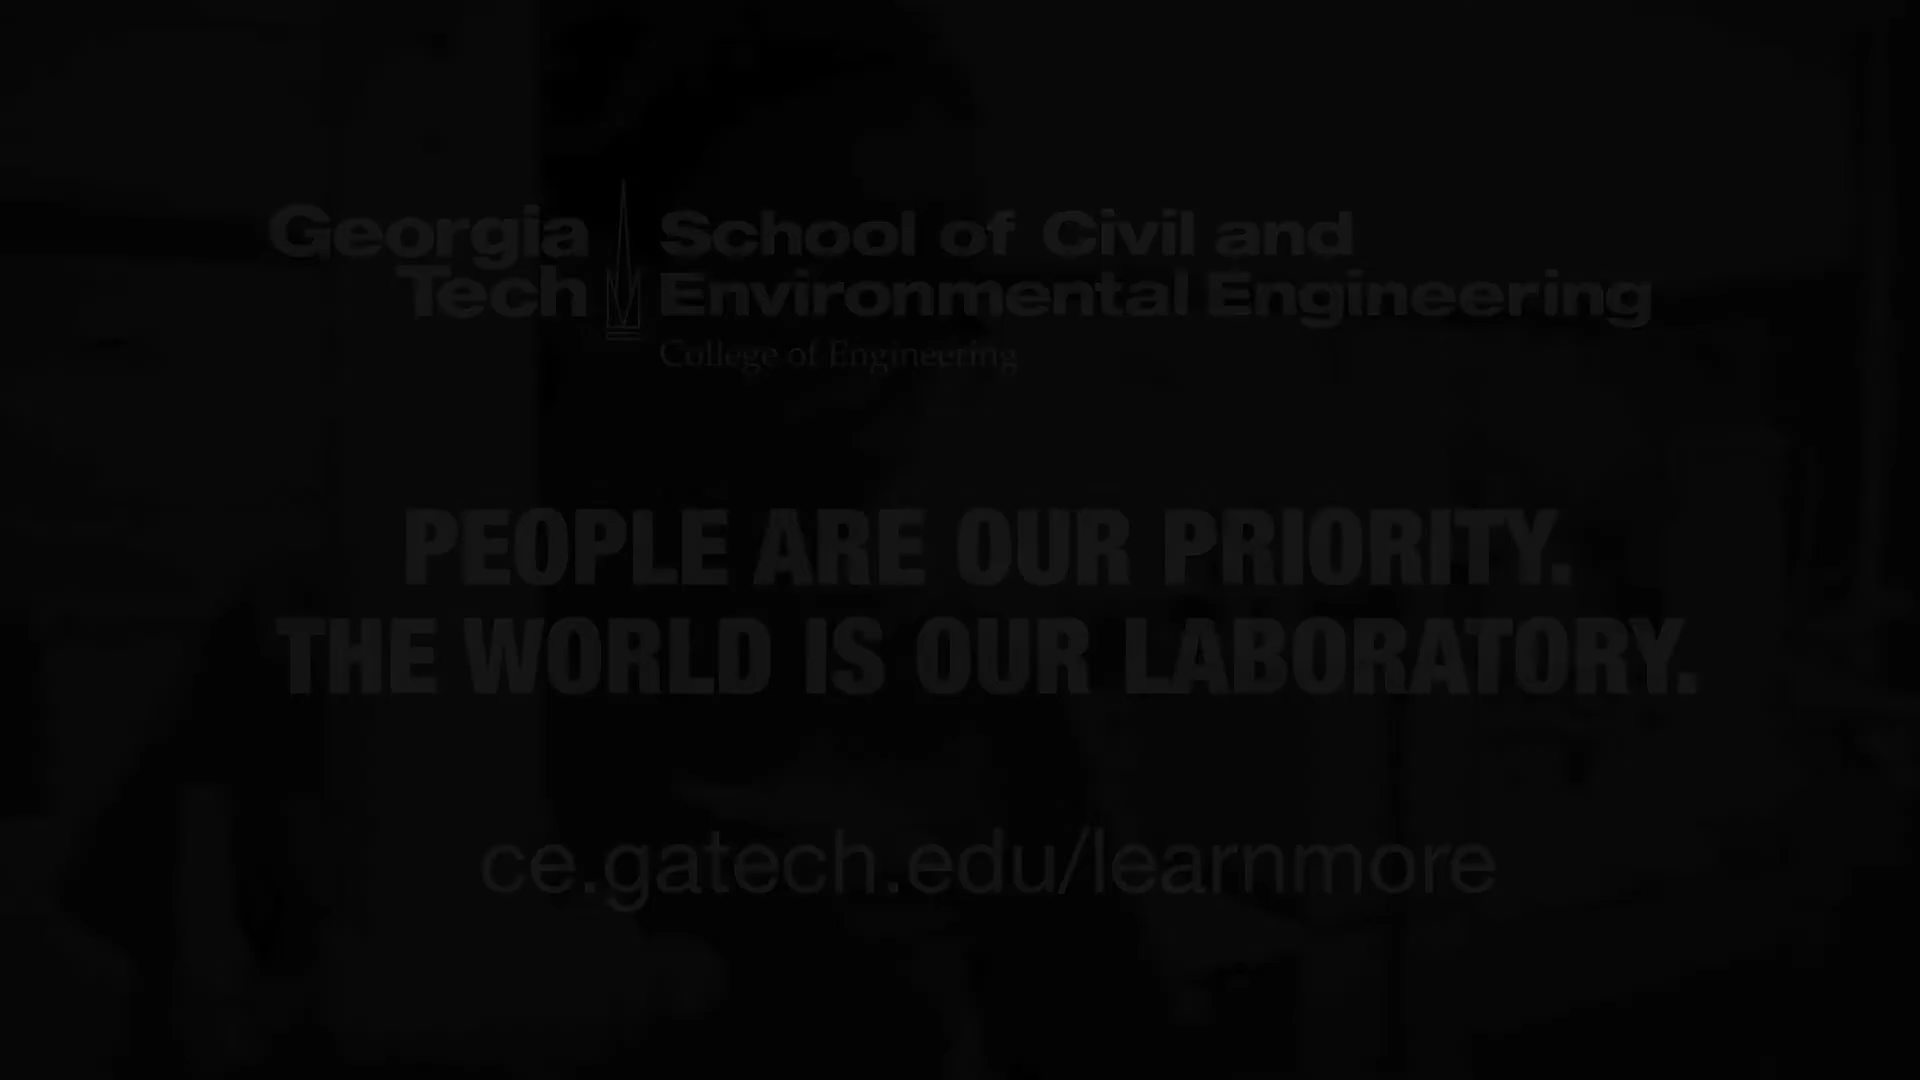 Georgia Tech
School of Civil and
Environmental Engineering
College of Engineering
PEOPLE ARE OUR PRIORITY.
THE WORLD IS OUR LABORATORY.
ce.gatech.edu/learnmore